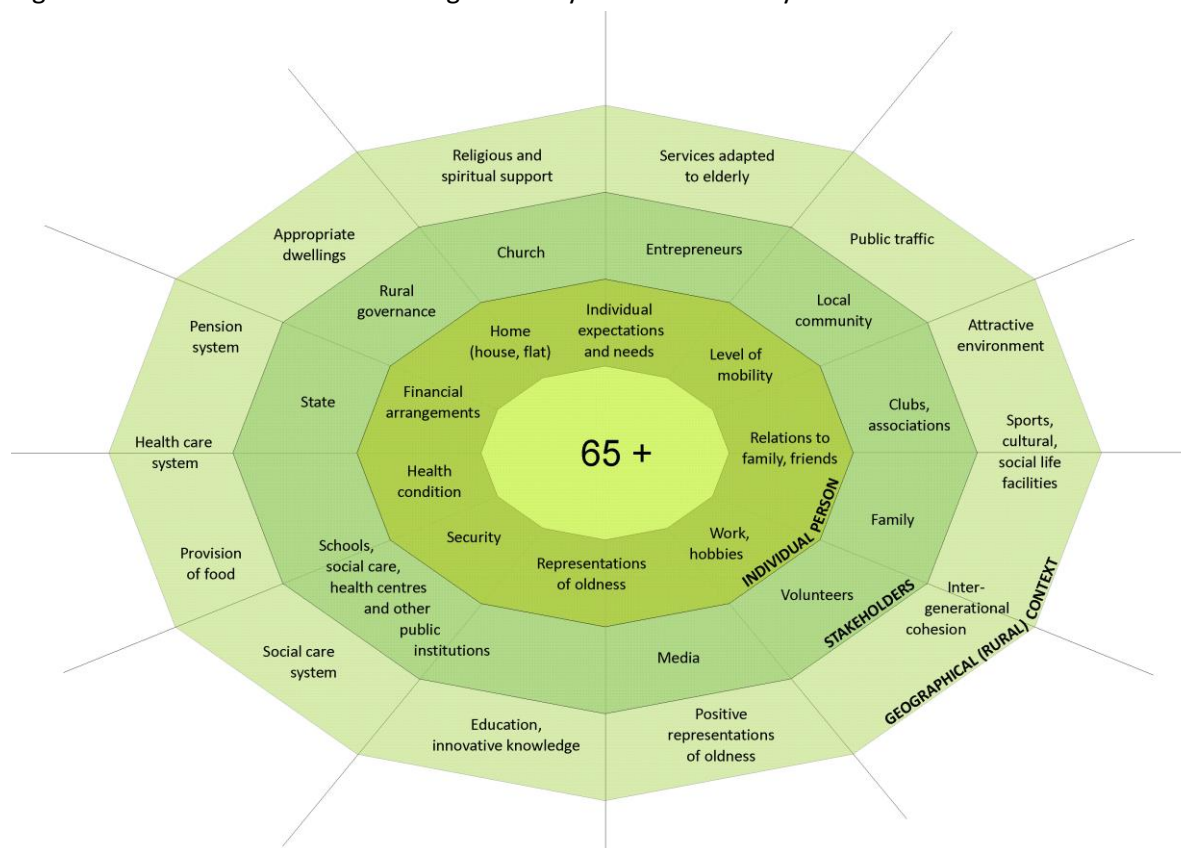 Religious and
spiritual support
Services adapted
to elderly
Appropriate
dwellings
Church
Entrepreneurs
Public traffic
Rural
governance
Local
community
Pension
system
Home
(house, flat)
Individual
expectations
and needs
Level of
mobility
Attractive
environment
State
Financial
arrangements
Clubs,
associations
Health care
system
65 +
Relations to
family, friends
Sports,
cultural,
social life
facilities
Health
condition
Family
Provision
of food
Schools,
social care,
health centres
and other
public
institutions
Security
Representations
of oldness
Work,
hobbies
INDIVIDUAL PERSON
Volunteers
STAKEHOLDERS
Inter-
generational
cohesion
GEOGRAPHICAL (RURAL) CONTEXT
Social care
system
Media
Education,
innovative knowledge
Positive
representations
of oldness